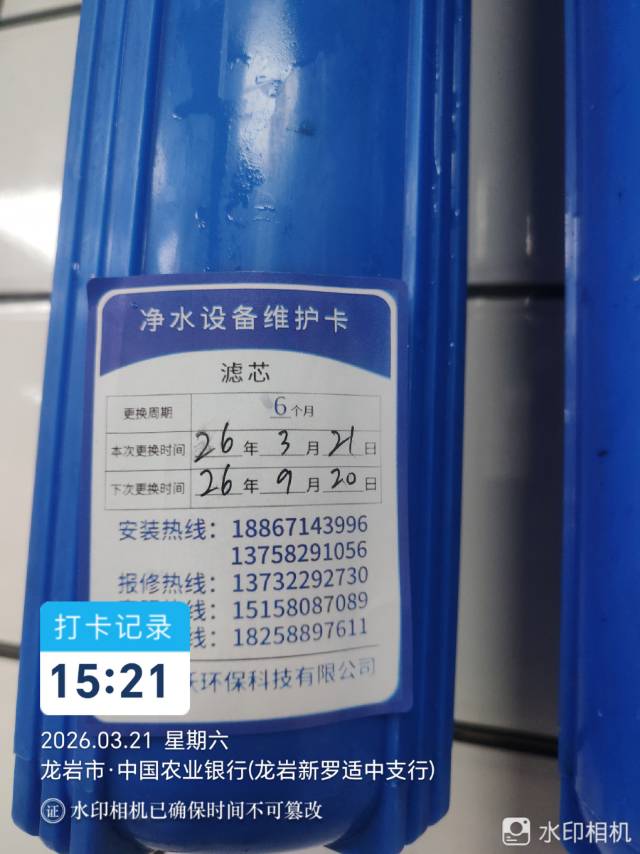 净水设备维护卡
滤芯
更换周期 6个月
本次更换时间 26年3月21日
下次更换时间 26年9月20日
安装热线：18867143996
13758291056
报修热线：13732292730
线：15158087089
线：18258897611
环保科技有限公司
打卡记录
15:21
2026.03.21 星期六
龙岩市·中国农业银行(龙岩新罗适中支行)
证 水印相机已确保时间不可篡改
水印相机